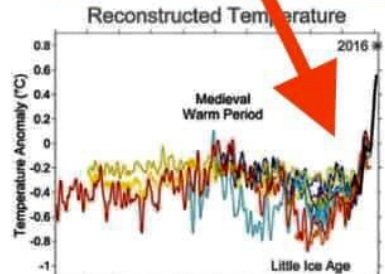 Reconstructed Temperature
2016
Medieval
Warm Period
Temperature Anomaly (°C)
0.8
0.6
0.4
0.2
0
-0.2
-0.4
-0.6
-0.8
-1
Little Ice Age